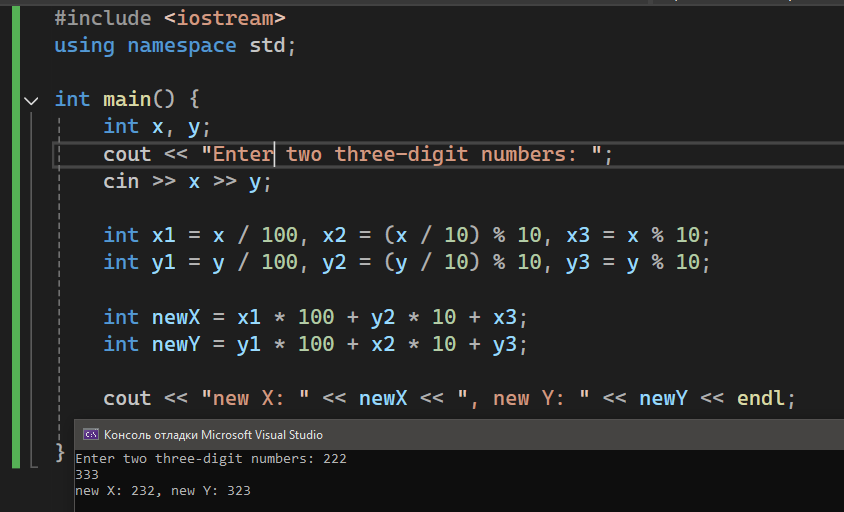 #include <iostream>
using namespace std;
int main() {
int x, y;
cout << "Enter two three-digit numbers: ";
cin >> x >> y;
int x1 = x / 100, x2 = (x / 10) % 10, x3 = x % 10;
int y1 = y / 100, y2 = (y / 10) % 10, y3 = y % 10;
int newX = x1 * 100 + y2 * 10 + x3;
int newY = y1 * 100 + x2 * 10 + y3;
cout << "new X: " << newX << ", new Y: " << newY << endl;
}
Консоль отладки Microsoft Visual Studio
Enter two three-digit numbers: 222
333
new X: 232, new Y: 323